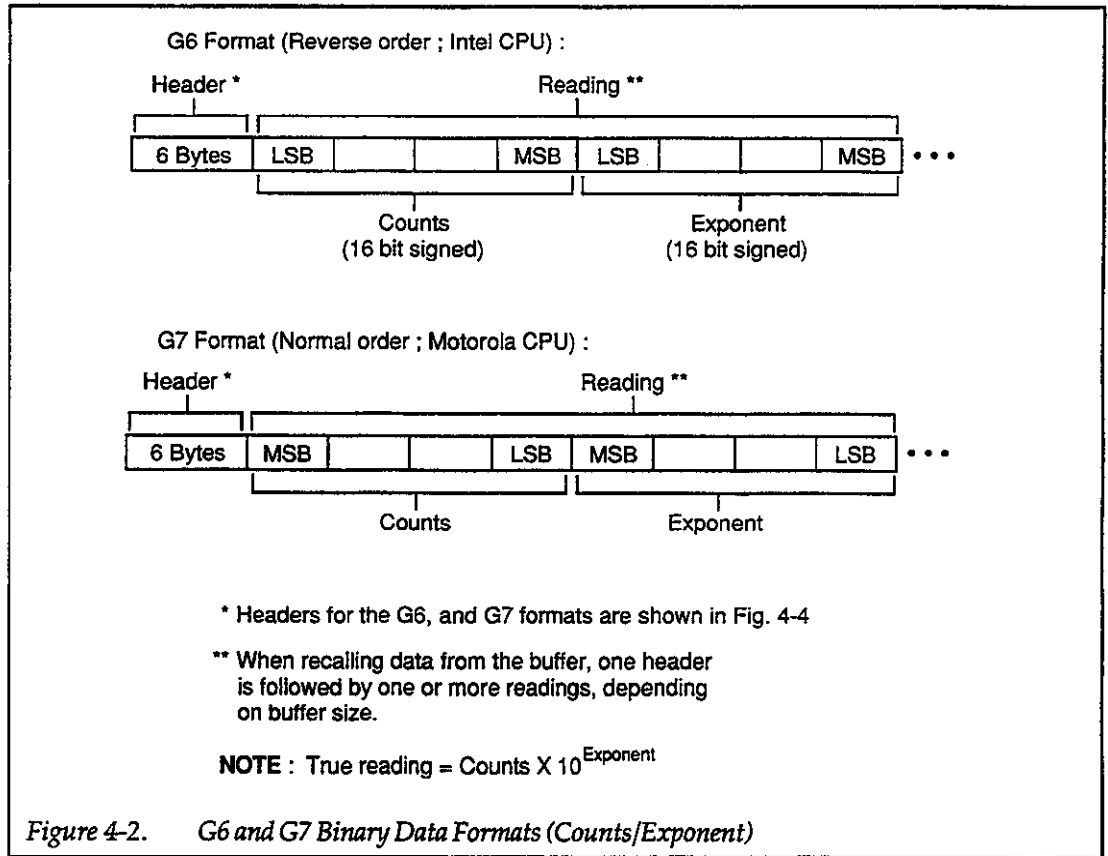 G6 Format (Reverse order ; Intel CPU) :
Header *
Reading **
6 Bytes LSB MSB LSB MSB • • •
Counts
(16 bit signed)
Exponent
(16 bit signed)
G7 Format (Normal order ; Motorola CPU) :
Header *
Reading **
6 Bytes MSB LSB MSB LSB • • •
Counts
Exponent
* Headers for the G6, and G7 formats are shown in Fig. 4-4
** When recalling data from the buffer, one header
is followed by one or more readings, depending
on buffer size.
NOTE : True reading = Counts X 10^Exponent
Figure 4-2. G6 and G7 Binary Data Formats (Counts/Exponent)